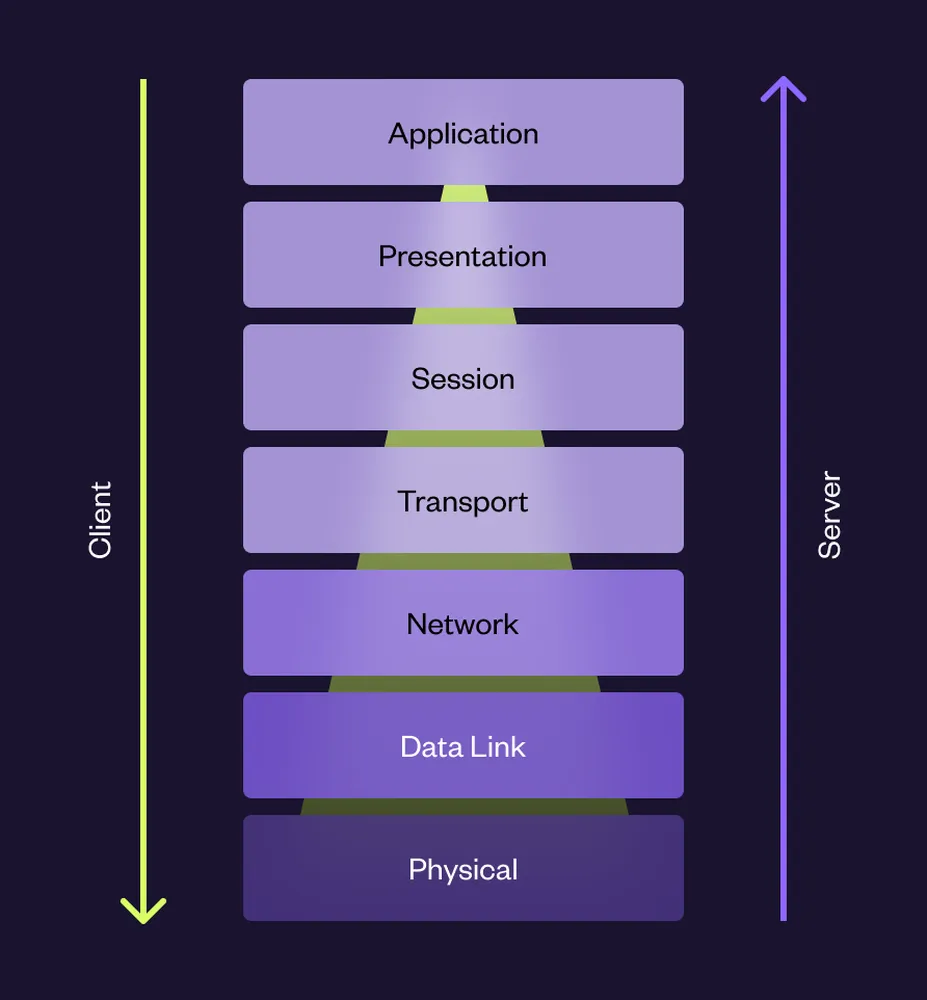 Application
Presentation
Session
Transport
Network
Data Link
Physical
Client
Server